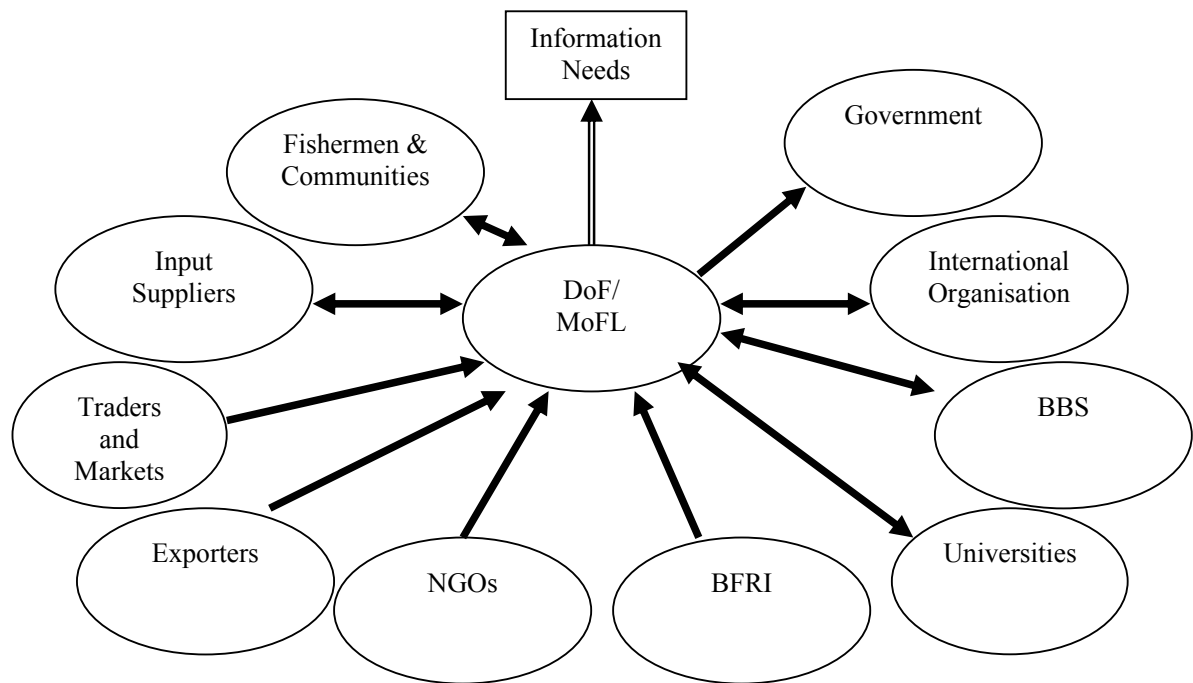 Information
Needs
Government
Fishermen &
Communities
Input
Suppliers
DoF/
MoFL
International
Organisation
Traders
and
Markets
BBS
Exporters
NGOs
BFRI
Universities